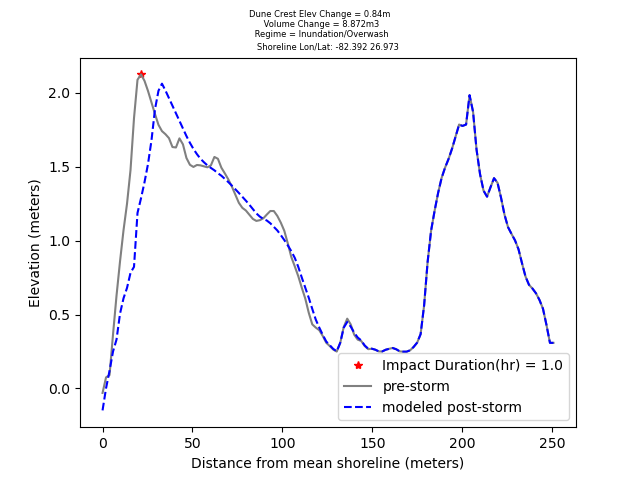 Dune Crest Elev Change = 0.84m
Volume Change = 8.872m3
Regime = Inundation/Overwash
Shoreline Lon/Lat: -82.392 26.973
2.0
1.5
1.0
0.5
0.0
Elevation (meters)
Impact Duration(hr) = 1.0
pre-storm
modeled post-storm
0 50 100 150 200 250
Distance from mean shoreline (meters)